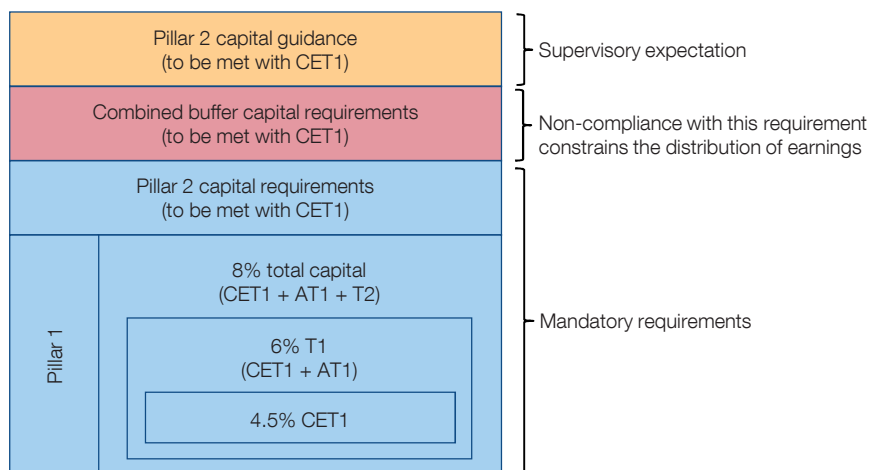 Pillar 2 capital guidance
(to be met with CET1)
Supervisory expectation
Combined buffer capital requirements
(to be met with CET1)
Non-compliance with this requirement
constrains the distribution of earnings
Pillar 2 capital requirements
(to be met with CET1)
Pillar 1
8% total capital
(CET1 + AT1 + T2)
6% T1
(CET1 + AT1)
4.5% CET1
Mandatory requirements